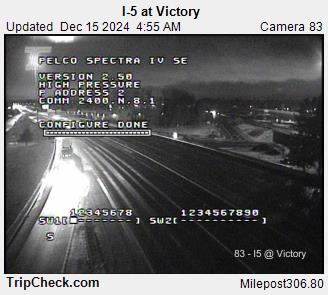 I-5 at Victory
Updated Dec 15 2024 4:55 AM Camera 83
PELCO SPECTRA IV SE
VERSION 2.50
HIGH PRESSURE
P ADDRESS 2
COMM 2400.N.8.1
CONFIGURE DONE
12345678 1234567890
SW1[ ------] SW2[----------]
S
83 - I5 @ Victory
TripCheck.com Milepost306.80